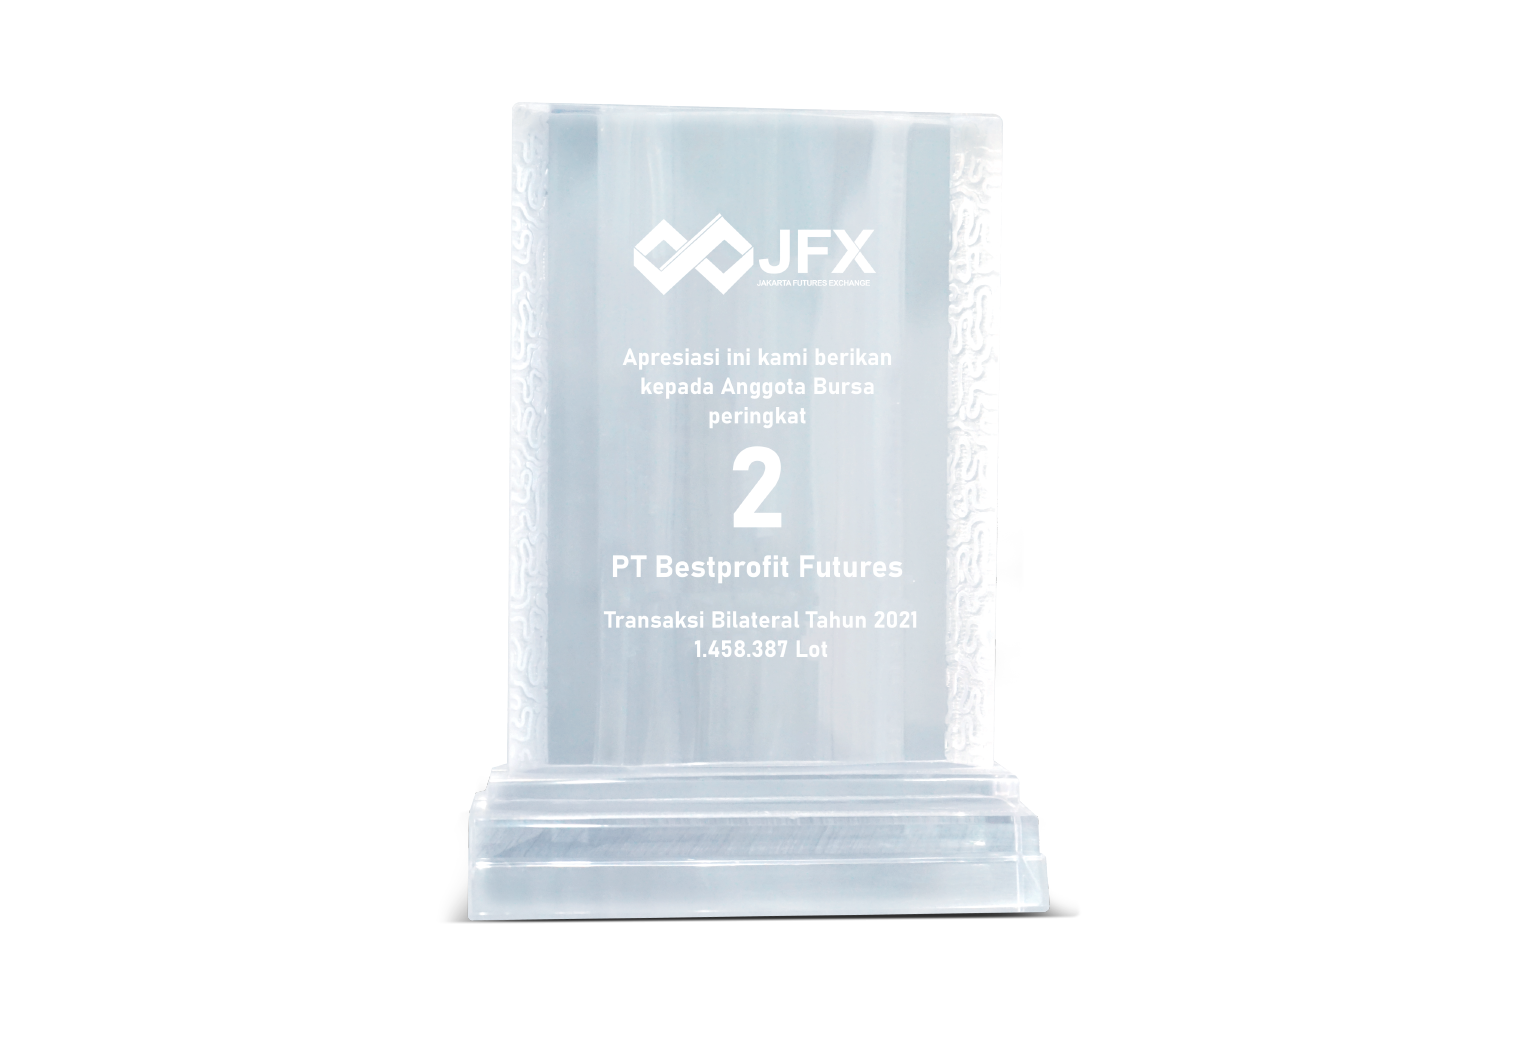 JFX
JAKARTA FUTURES EXCHANGE
Apresiasi ini kami berikan
kepada Anggota Bursa
peringkat
2
PT Bestprofit Futures
Transaksi Bilateral Tahun 2021
1.458.387 Lot